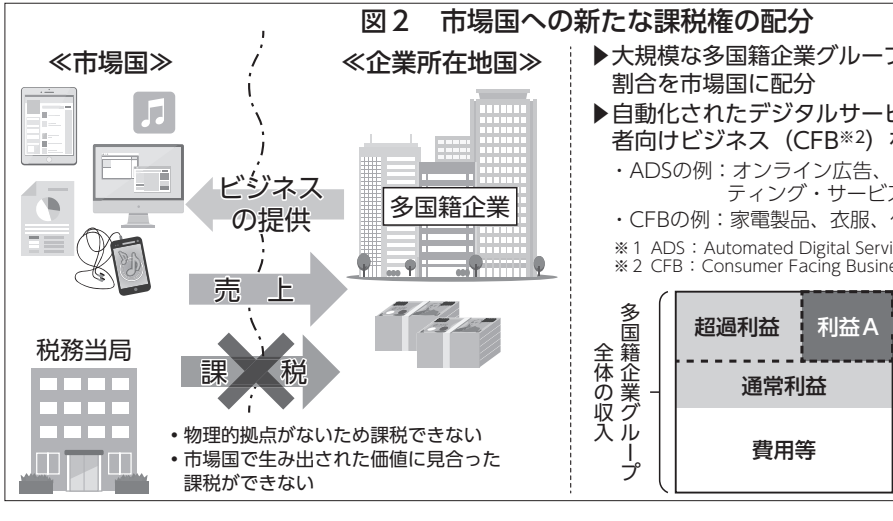 図2 市場国への新たな課税権の配分
≪市場国≫
≪企業所在地国≫
ビジネス
の提供
多国籍企業
売 上
税務当局
課 税
・物理的拠点がないため課税できない
・市場国で生み出された価値に見合った
課税ができない
▶大規模な多国籍企業グループ
割合を市場国に配分
▶自動化されたデジタルサービ
者向けビジネス（CFB※2）
・ADSの例：オンライン広告、
ティング・サービス
・CFBの例：家電製品、衣服、
※1 ADS：Automated Digital Servi
※2 CFB：Consumer Facing Busine
多国籍企業グループ
全体の収入
超過利益
利益A
通常利益
費用等